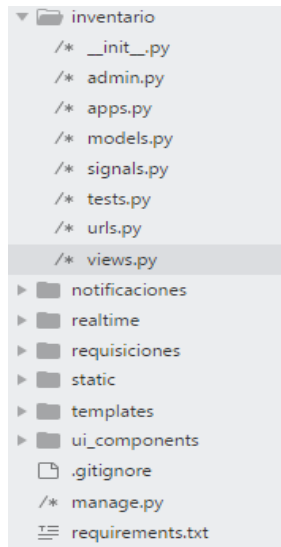 inventario
/* __init__.py
/* admin.py
/* apps.py
/* models.py
/* signals.py
/* tests.py
/* urls.py
/* views.py
notificaciones
realtime
requisiciones
static
templates
ui_components
.gitignore
/* manage.py
requirements.txt